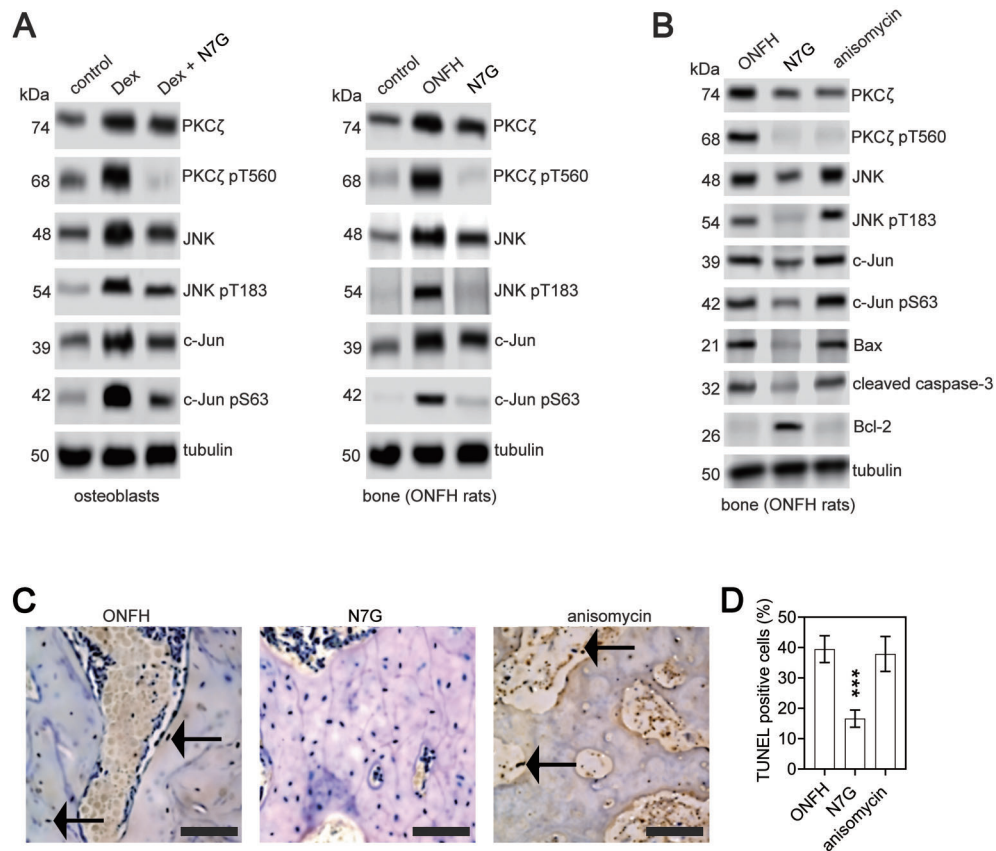 A
control
Dex
Dex + N7G
kDa
74
PKCζ
68
PKCζ pT560
48
JNK
54
JNK pT183
39
c-Jun
42
c-Jun pS63
50
tubulin
osteoblasts
control
ONFH
N7G
kDa
74
PKCζ
68
PKCζ pT560
48
JNK
54
JNK pT183
39
c-Jun
42
c-Jun pS63
50
tubulin
bone (ONFH rats)
B
ONFH
N7G
anisomycin
kDa
74
PKCζ
68
PKCζ pT560
48
JNK
54
JNK pT183
39
c-Jun
42
c-Jun pS63
21
Bax
32
cleaved caspase-3
26
Bcl-2
50
tubulin
bone (ONFH rats)
C
ONFH
N7G
anisomycin
D
TUNEL positive cells (%)
50
40
30
20
10
0
***
ONFH
N7G
anisomycin